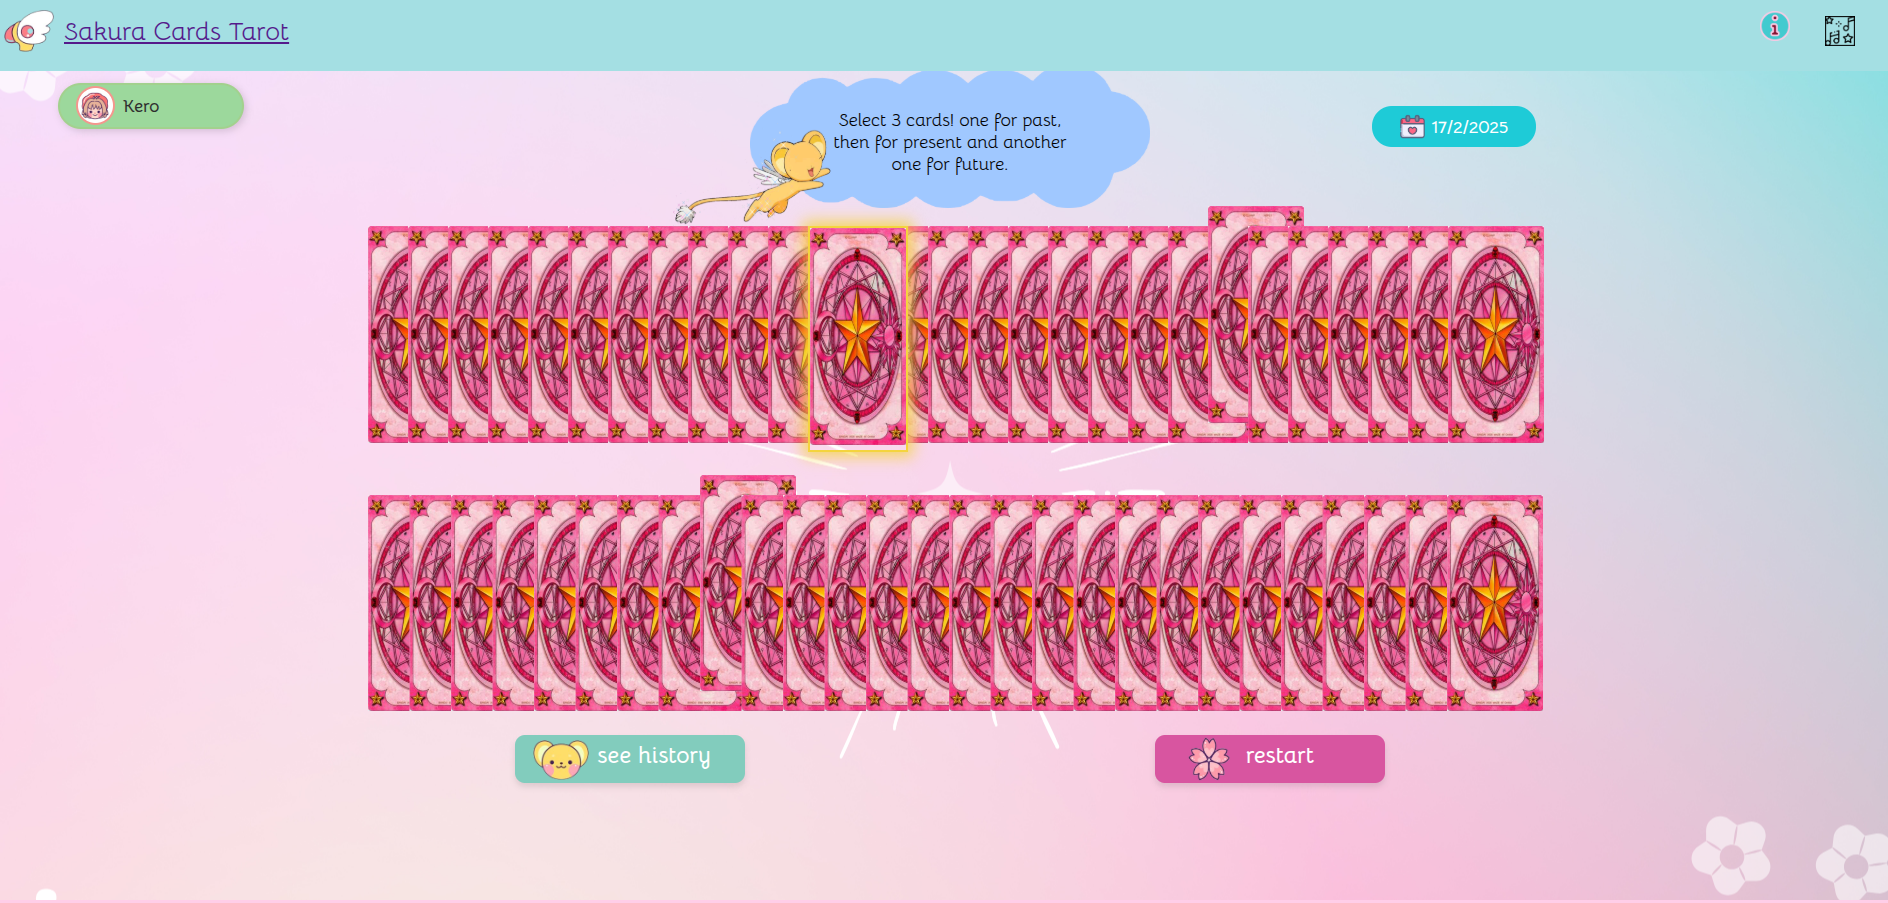 Sakura Cards Tarot
Kero
Select 3 cards! one for past,
then for present and another
one for future.
17/2/2025
see history
restart